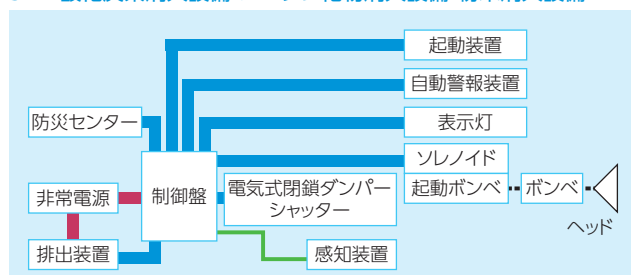 起動装置
自動警報装置
防災センター
表示灯
ソレノイド
非常電源
制御盤
電気式閉鎖ダンパー
シャッター
起動ボンベ
ボンベ
ヘッド
排出装置
感知装置